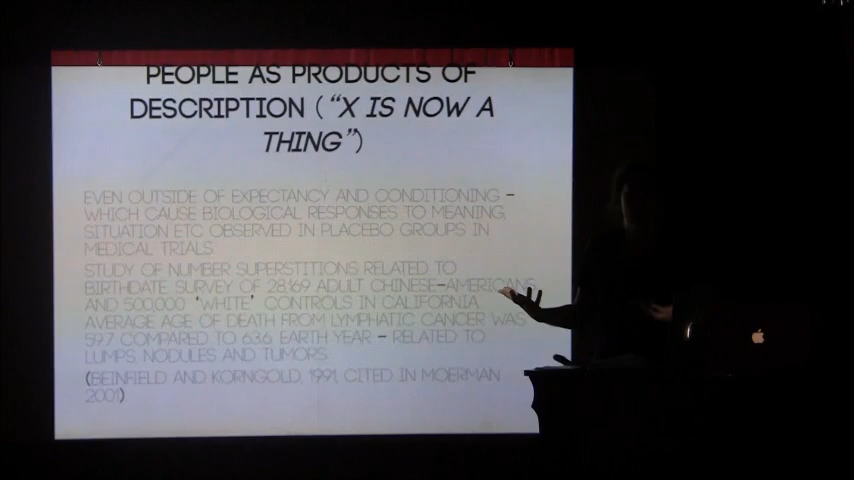 PEOPLE AS PRODUCTS OF
DESCRIPTION ("X IS NOW A
THING")
EVEN OUTSIDE OF EXPECTANCY AND CONDITIONING –
WHICH CAUSE BIOLOGICAL RESPONSES TO MEANING,
SITUATION ETC OBSERVED IN PLACEBO GROUPS IN
MEDICAL TRIALS.
STUDY OF NUMBER SUPERSTITIONS RELATED TO
BIRTHDATE SURVEY OF 28,169 ADULT CHINESE-AMERICANS
AND 500,000 'WHITE' CONTROLS IN CALIFORNIA.
AVERAGE AGE OF DEATH FROM LYMPHATIC CANCER WAS
59.7 COMPARED TO 63.6 EARTH YEAR – RELATED TO
LUMPS, NODULES AND TUMORS.
(BEINFIELD AND KORNGOLD, 1991, CITED IN MOERMAN
2001)